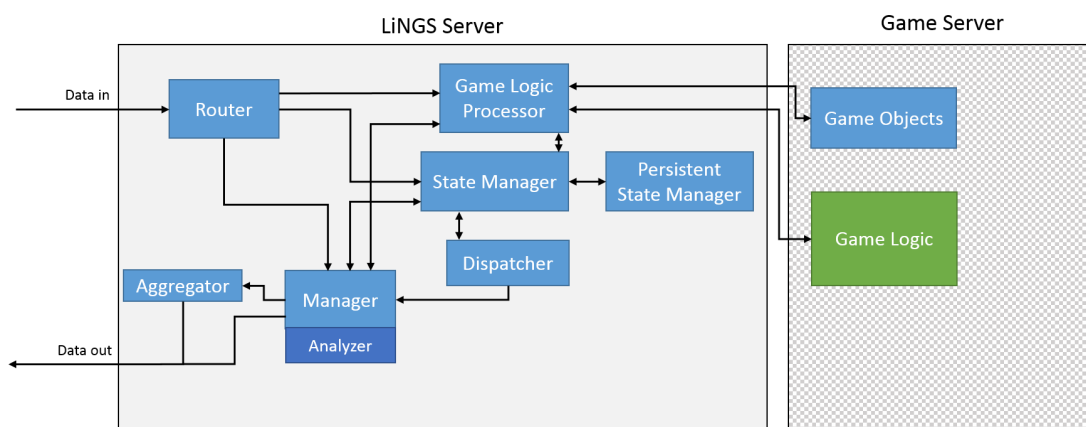 LiNGS Server
Game Server
Data in
Router
Game Logic
Processor
Game Objects
State Manager
Persistent
State Manager
Game Logic
Dispatcher
Aggregator
Manager
Analyzer
Data out